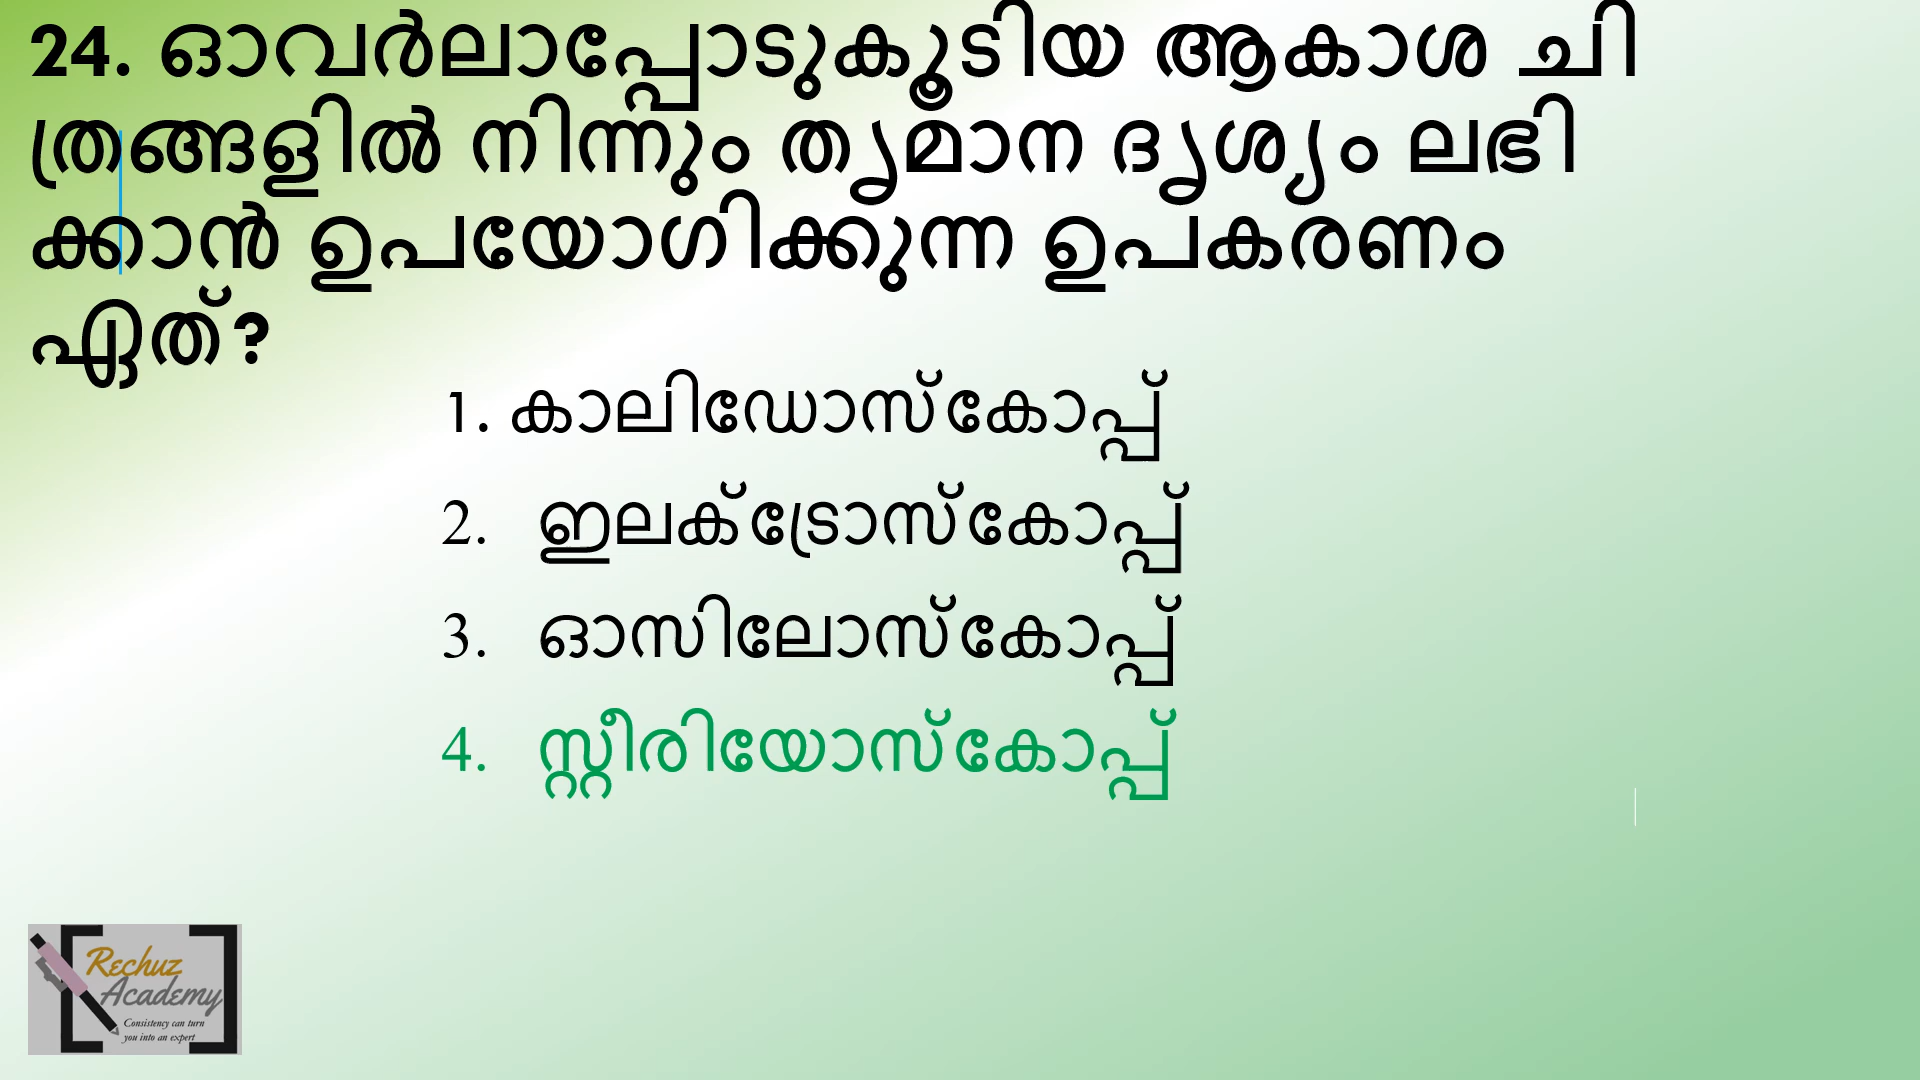 24. ഓവർലാപ്പോടുകൂടിയ ആകാശ ചി
ത്രങ്ങളിൽ നിന്നും തൃമാന ദൃശ്യം ലഭി
ക്കാൻ ഉപയോഗിക്കുന്ന ഉപകരണം
ഏത്?
1. കാലിഡോസ്കോപ്പ്
2. ഇലക്ട്രോസ്കോപ്പ്
3. ഓസിലോസ്കോപ്പ്
4. സ്റ്റീരിയോസ്കോപ്പ്
Rechuz
Academy
Consistency can turn
you into an expert